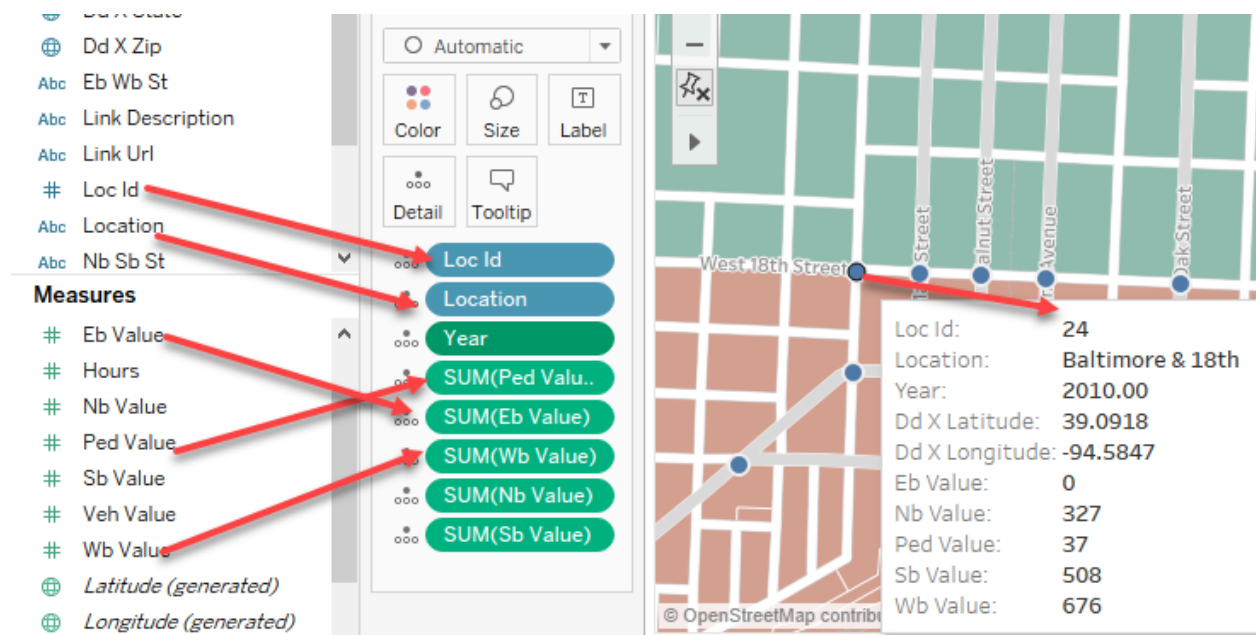 Dd X State
Dd X Zip
Abc Eb Wb St
Abc Link Description
Abc Link Url
# Loc Id
Abc Location
Abc Nb Sb St
Measures
# Eb Value
# Hours
# Nb Value
# Ped Value
# Sb Value
# Veh Value
# Wb Value
Latitude (generated)
Longitude (generated)
Automatic
Color Size Label
Detail Tooltip
Loc Id
Location
Year
SUM(Ped Valu..
SUM(Eb Value)
SUM(Wb Value)
SUM(Nb Value)
SUM(Sb Value)
West 18th Street
Street
alnut Street
Avenue
Oak Street
Loc Id: 24
Location: Baltimore & 18th
Year: 2010.00
Dd X Latitude: 39.0918
Dd X Longitude: -94.5847
Eb Value: 0
Nb Value: 327
Ped Value: 37
Sb Value: 508
Wb Value: 676
© OpenStreetMap contribu